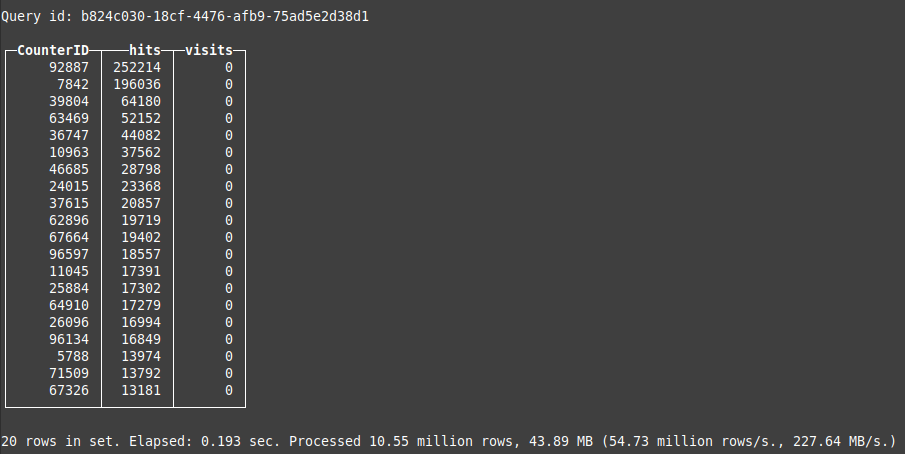 Query id: b824c030-18cf-4476-afb9-75ad5e2d38d1
CounterID hits visits
92887 252214 0
7842 196036 0
39804 64180 0
63469 52152 0
36747 44082 0
10963 37562 0
46685 28798 0
24015 23368 0
37615 20857 0
62896 19719 0
67664 19402 0
96597 18557 0
11045 17391 0
25884 17302 0
64910 17279 0
26096 16994 0
96134 16849 0
5788 13974 0
71509 13792 0
67326 13181 0
20 rows in set. Elapsed: 0.193 sec. Processed 10.55 million rows, 43.89 MB (54.73 million rows/s., 227.64 MB/s.)